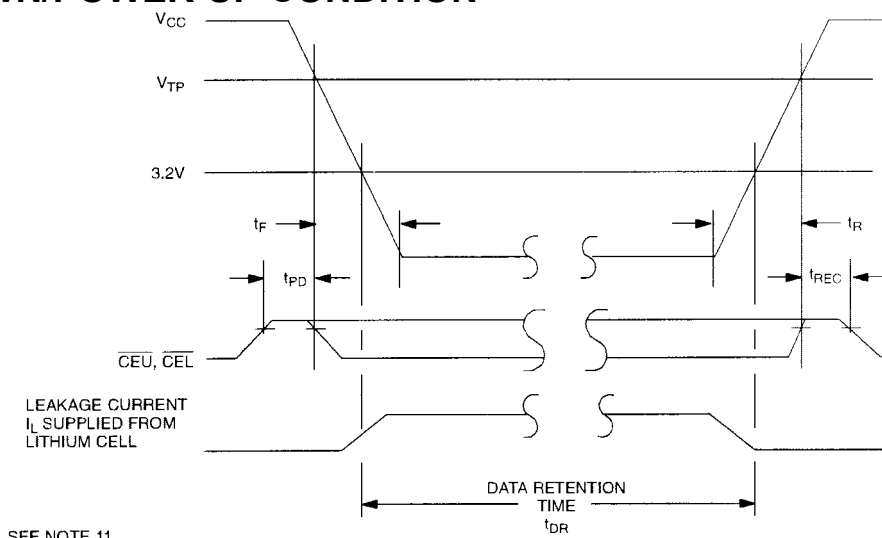 POWER-UP CONDITION
VCC
VTP
3.2V
tF
tR
tPD
tREC
CEU, CEL
LEAKAGE CURRENT
IL SUPPLIED FROM
LITHIUM CELL
DATA RETENTION
TIME
tDR
SEE NOTE 11